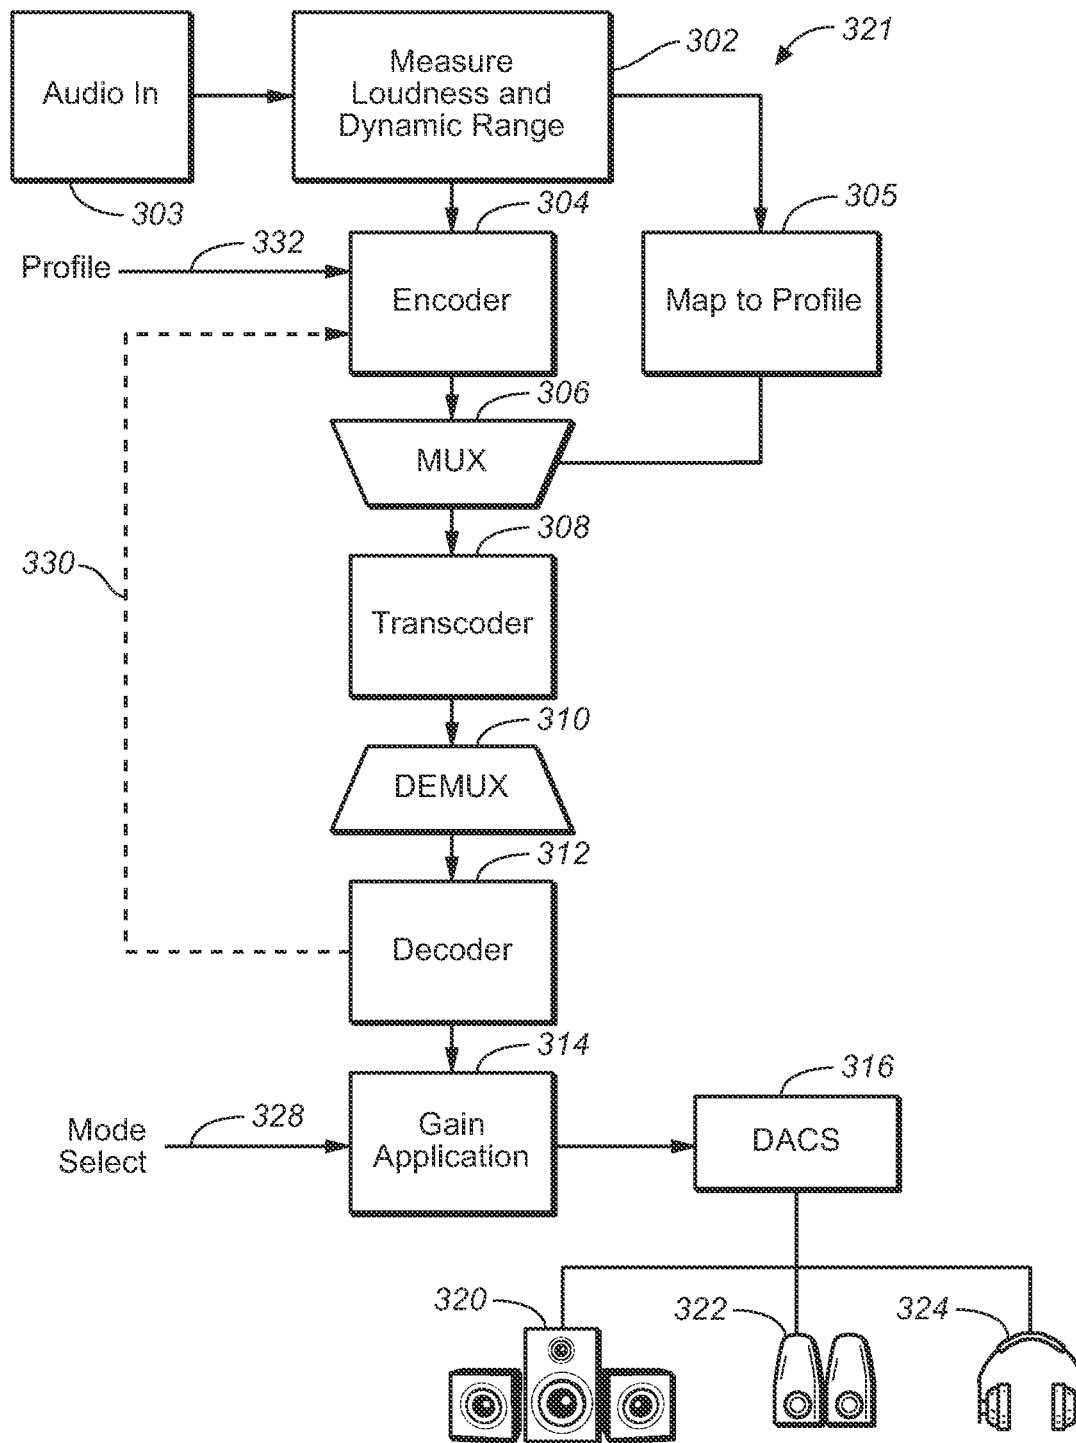 302
321
Audio In
Measure
Loudness and
Dynamic Range
303
304
305
Profile
332
Encoder
Map to Profile
306
MUX
308
330
Transcoder
310
DEMUX
312
Decoder
314
316
Mode
Select
328
Gain
Application
DACS
320
322
324